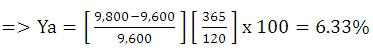 => Ya = [9,800−9,600 / 9,600] [365 / 120] x 100 = 6.33%